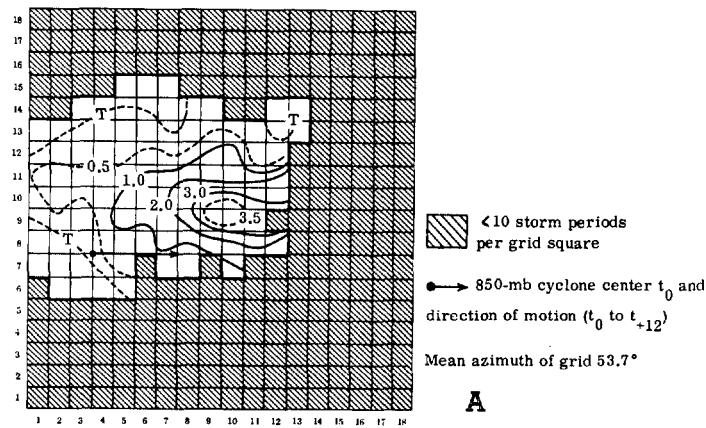 18
17
16
15
14
13
12
11
10
9
8
7
6
5
4
3
2
1
T
T
0.5
1.0
3.0
2.0
3.5
T
1 2 3 4 5 6 7 8 9 10 11 12 13 14 15 16 17 18
<10 storm periods
per grid square
850-mb cyclone center t0 and
direction of motion (t0 to t+12)
Mean azimuth of grid 53.7°
A